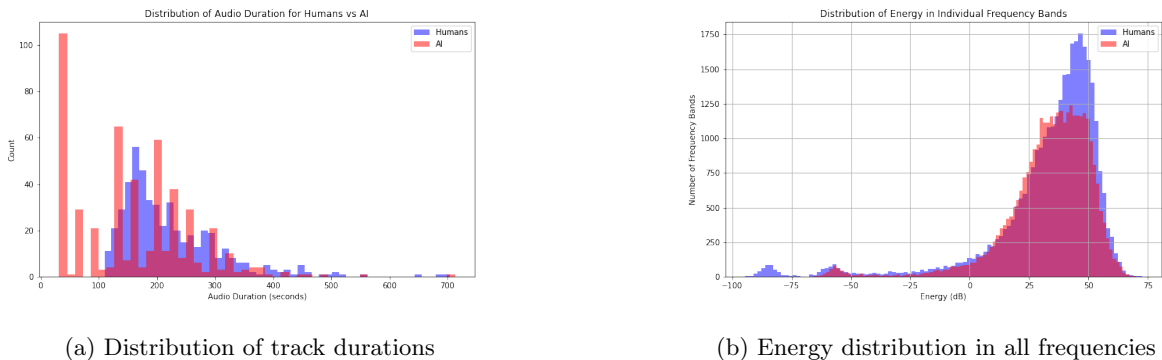 Distribution of Audio Duration for Humans vs AI
Humans
AI
100
80
60
40
20
0
Count
0 100 200 300 400 500 600 700
Audio Duration (seconds)
(a) Distribution of track durations
Distribution of Energy in Individual Frequency Bands
Humans
AI
1750
1500
1250
1000
750
500
250
0
Number of Frequency Bands
−100 −75 −50 −25 0 25 50 75
Energy (dB)
(b) Energy distribution in all frequencies